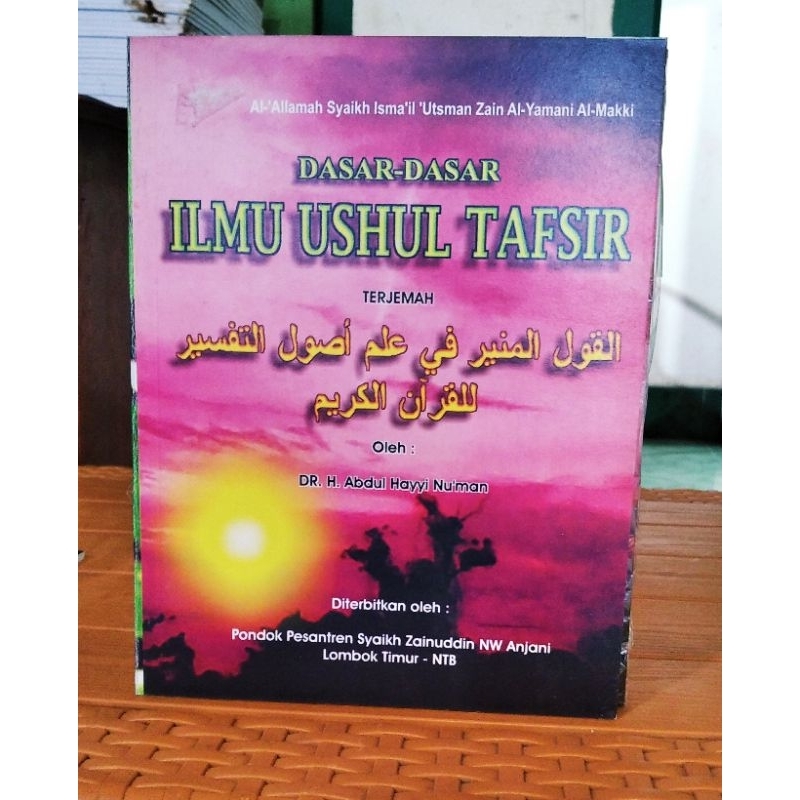 Al-'Allamah Syaikh Isma'il 'Utsman Zain Al-Yamani Al-Makki
DASAR-DASAR
ILMU USHUL TAFSIR
TERJEMAH
القول المنير في علم أصول التفسير
للقرآن الكريم
Oleh :
DR. H. Abdul Hayyi Nu'man
Diterbitkan oleh :
Pondok Pesantren Syaikh Zainuddin NW Anjani
Lombok Timur - NTB